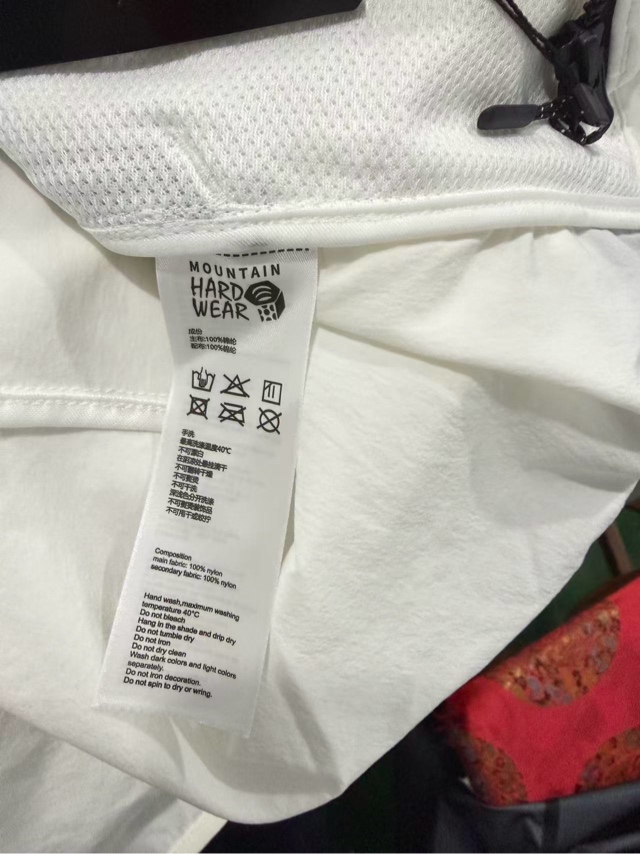 MOUNTAIN
HARD
WEAR
成份
主布:100%锦纶
配布:100%锦纶
手洗
最高洗涤温度40℃
不可漂白
在阴凉处悬挂滴干
不可翻转干燥
不可熨烫
不可干洗
深浅色分开洗涤
不可熨烫装饰品
不可甩干或绞拧
Composition
main fabric: 100% nylon
secondary fabric: 100% nylon
Hand wash,maximum washing
temperature 40°C
Do not bleach
Hang in the shade and drip dry
Do not tumble dry
Do not iron
Do not dry clean
Wash dark colors and light colors
separately.
Do not iron decoration.
Do not spin to dry or wring.